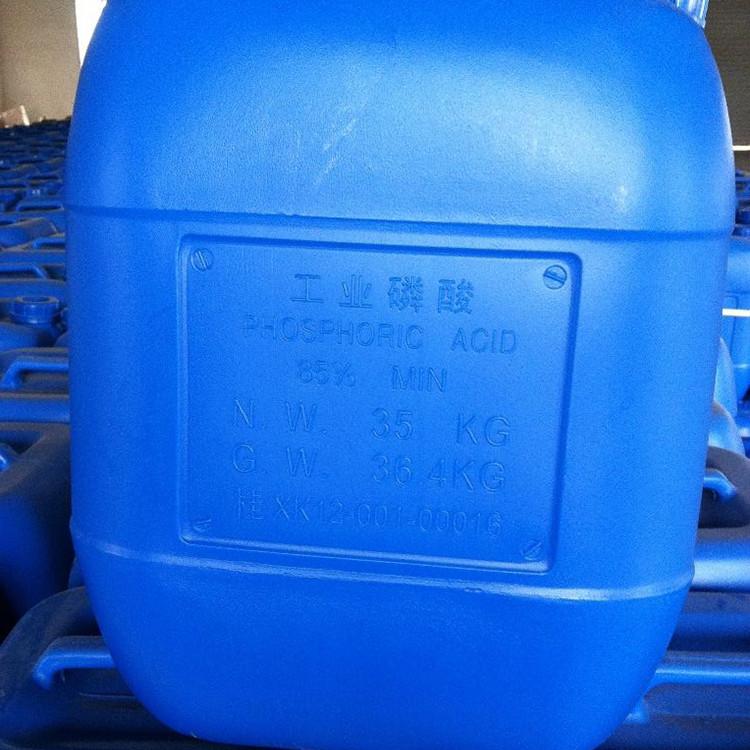 工业磷酸
PHOSPHORIC ACID
85% MIN
N.W. 35 KG
G.W. 36.4KG
桂XK12-001-00016